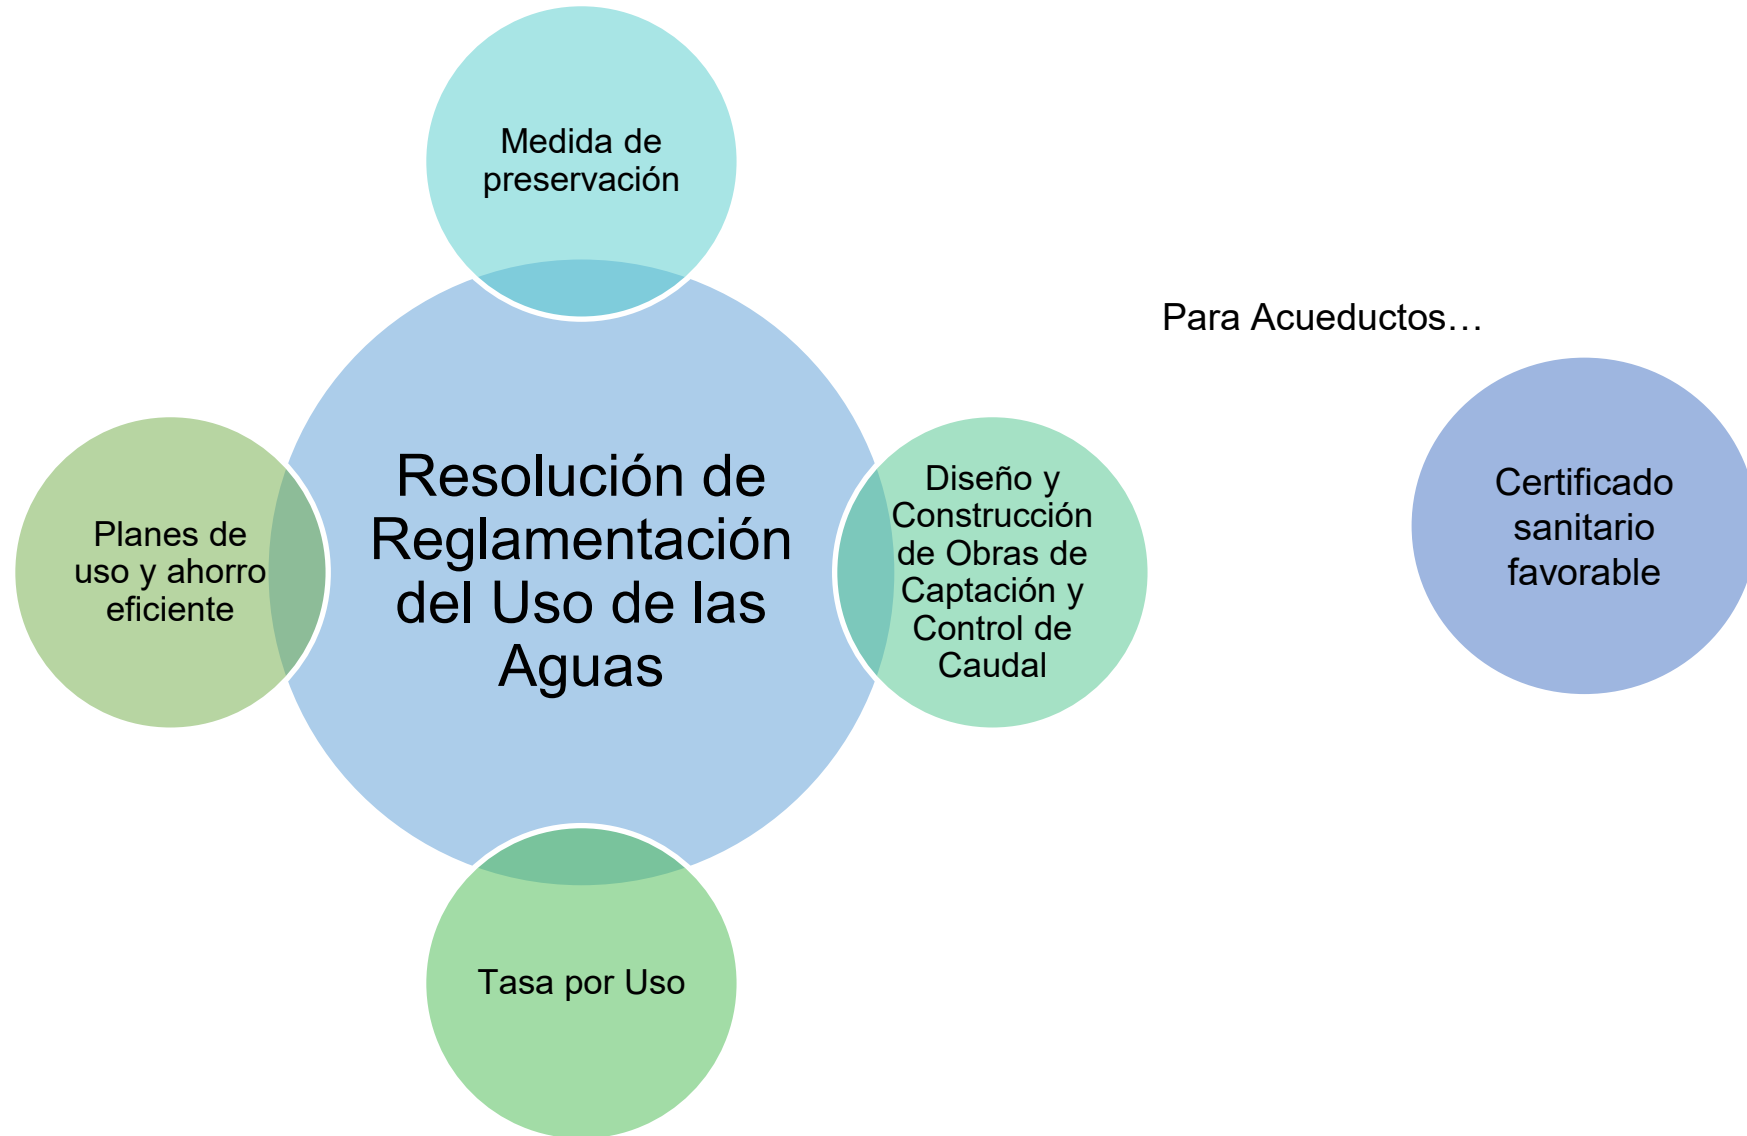 Medida de
preservación
Para Acueductos…
Resolución de
Reglamentación
del Uso de las
Aguas
Planes de
uso y ahorro
eficiente
Diseño y
Construcción
de Obras de
Captación y
Control de
Caudal
Certificado
sanitario
favorable
Tasa por Uso